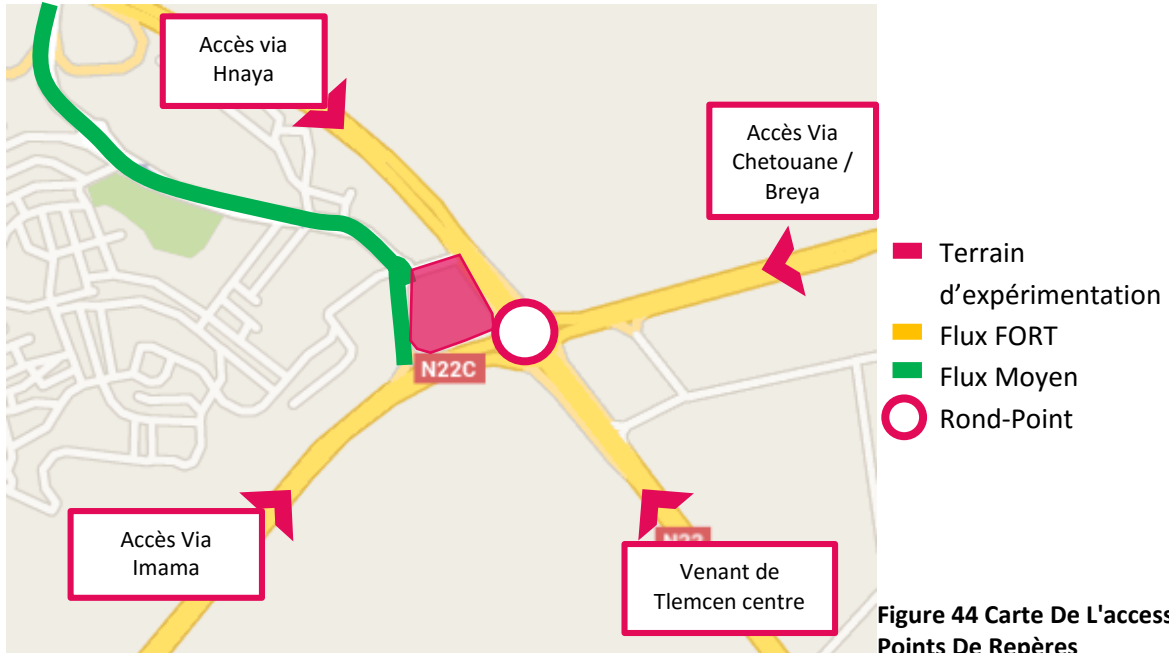 Accès via
Hnaya
Accès Via
Chetouane /
Breya
Terrain
d’expérimentation
Flux FORT
Flux Moyen
Rond-Point
N22C
Accès Via
Imama
Venant de
Tlemcen centre
Figure 44 Carte De L'access
Points De Repères